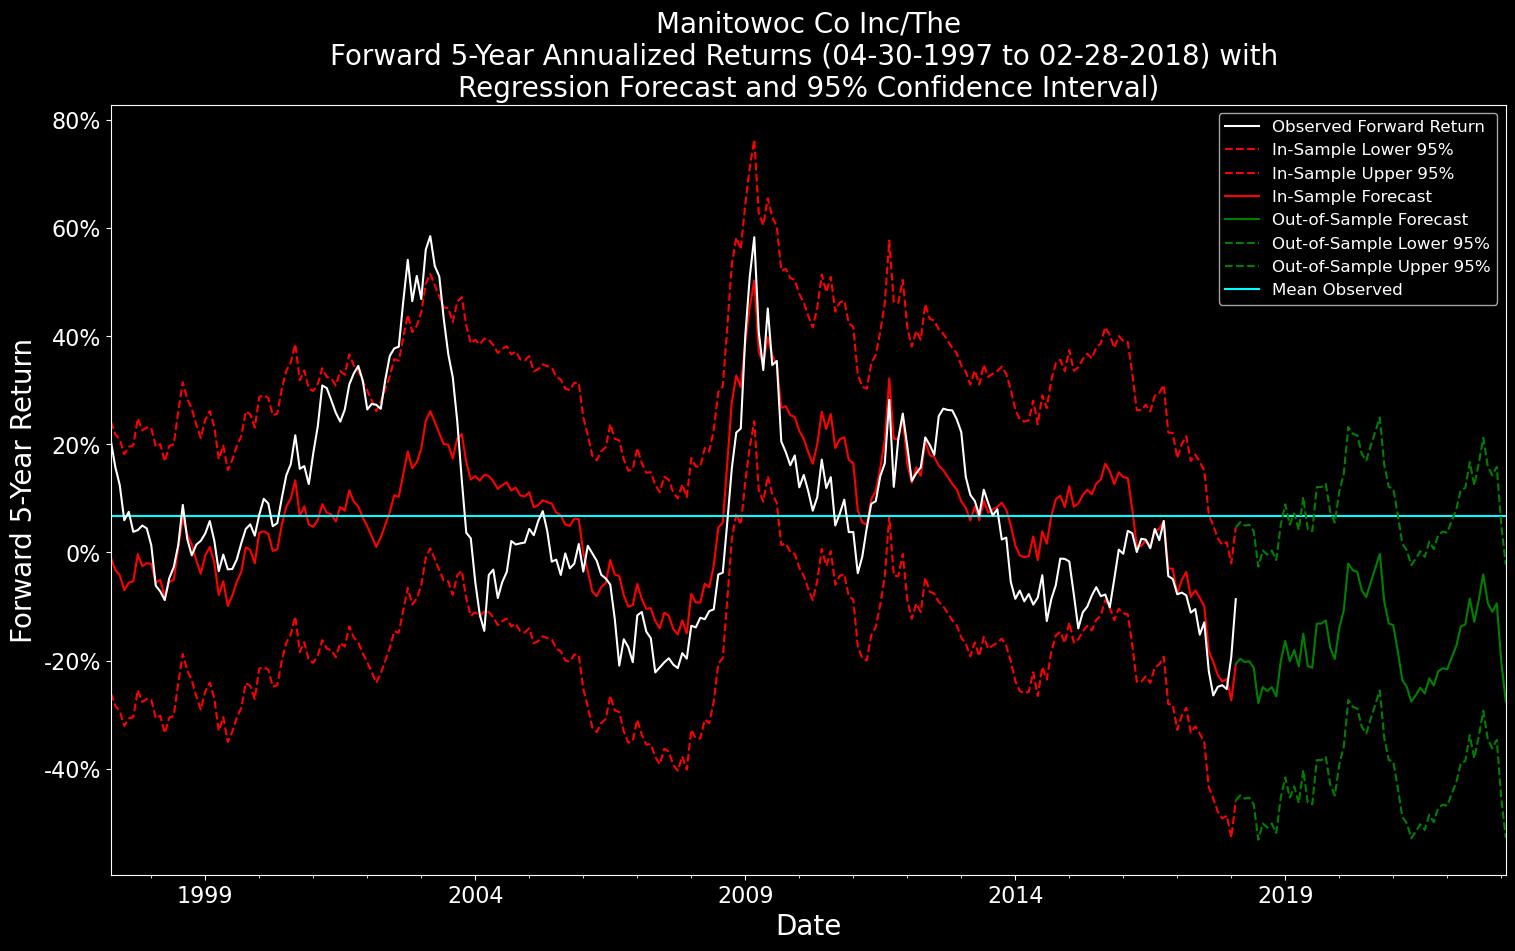 Manitowoc Co Inc/The
Forward 5-Year Annualized Returns (04-30-1997 to 02-28-2018) with
Regression Forecast and 95% Confidence Interval)
Forward 5-Year Return
80%
60%
40%
20%
0%
-20%
-40%
Observed Forward Return
In-Sample Lower 95%
In-Sample Upper 95%
In-Sample Forecast
Out-of-Sample Forecast
Out-of-Sample Lower 95%
Out-of-Sample Upper 95%
Mean Observed
1999 2004 2009 2014 2019
Date